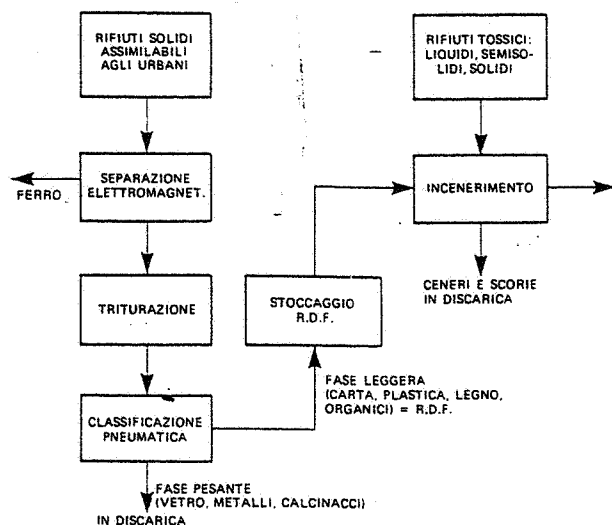 RIFIUTI SOLIDI
ASSIMILABILI
AGLI URBANI
RIFIUTI TOSSICI:
LIQUIDI, SEMISO-
LIDI, SOLIDI
SEPARAZIONE
ELETTROMAGNET.
FERRO
INCENERIMENTO
TRITURAZIONE
STOCCAGGIO
R.D.F.
CENERI E SCORIE
IN DISCARICA
CLASSIFICAZIONE
PNEUMATICA
FASE LEGGERA
(CARTA, PLASTICA, LEGNO,
ORGANICI) = R.D.F.
FASE PESANTE
(VETRO, METALLI, CALCINACCI)
IN DISCARICA